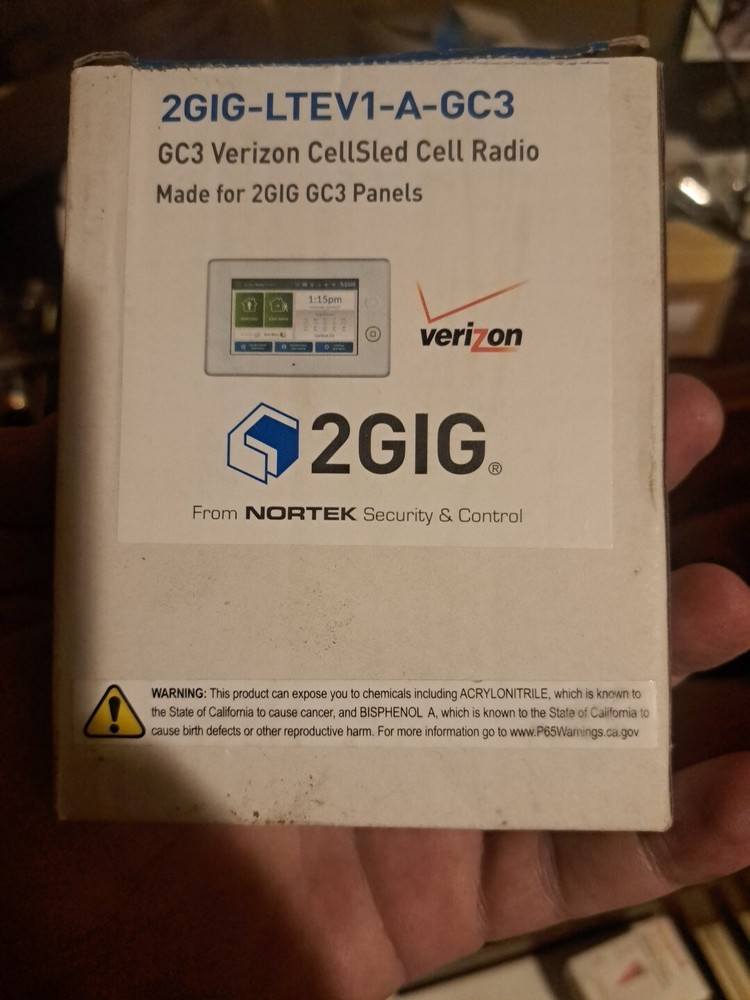 2GIG-LTEV1-A-GC3
GC3 Verizon CellSled Cell Radio
Made for 2GIG GC3 Panels
1:15pm
verizon
2GIG®
From NORTEK Security & Control
WARNING: This product can expose you to chemicals including ACRYLONITRILE, which is known to
the State of California to cause cancer, and BISPHENOL A, which is known to the State of California to
cause birth defects or other reproductive harm. For more information go to www.P65Warnings.ca.gov